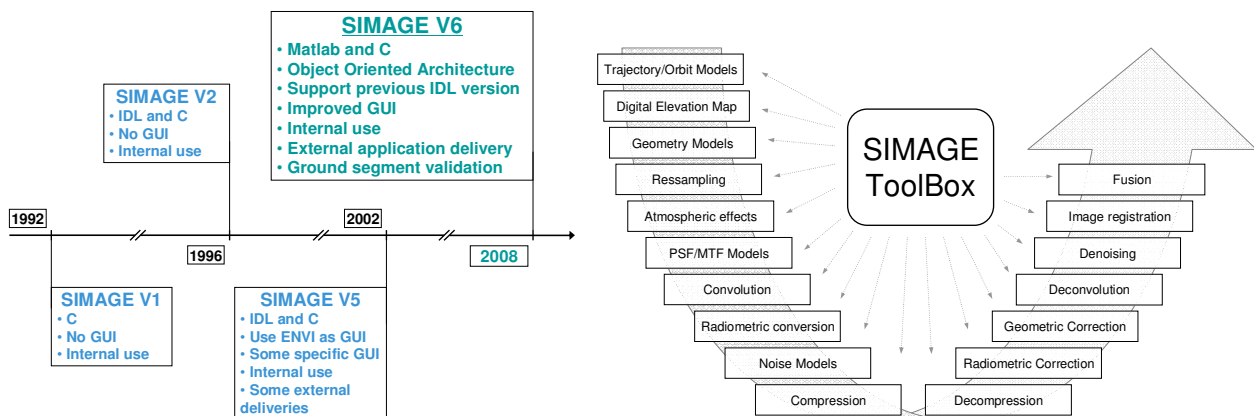 SIMAGE V6
• Matlab and C
• Object Oriented Architecture
• Support previous IDL version
• Improved GUI
• Internal use
• External application delivery
• Ground segment validation
SIMAGE V2
• IDL and C
• No GUI
• Internal use
1992
1996
2002
2008
SIMAGE V1
• C
• No GUI
• Internal use
SIMAGE V5
• IDL and C
• Use ENVI as GUI
• Some specific GUI
• Internal use
• Some external
deliveries
SIMAGE
ToolBox
Trajectory/Orbit Models
Digital Elevation Map
Geometry Models
Ressampling
Atmospheric effects
PSF/MTF Models
Convolution
Radiometric conversion
Noise Models
Compression
Fusion
Image registration
Denoising
Deconvolution
Geometric Correction
Radiometric Correction
Decompression